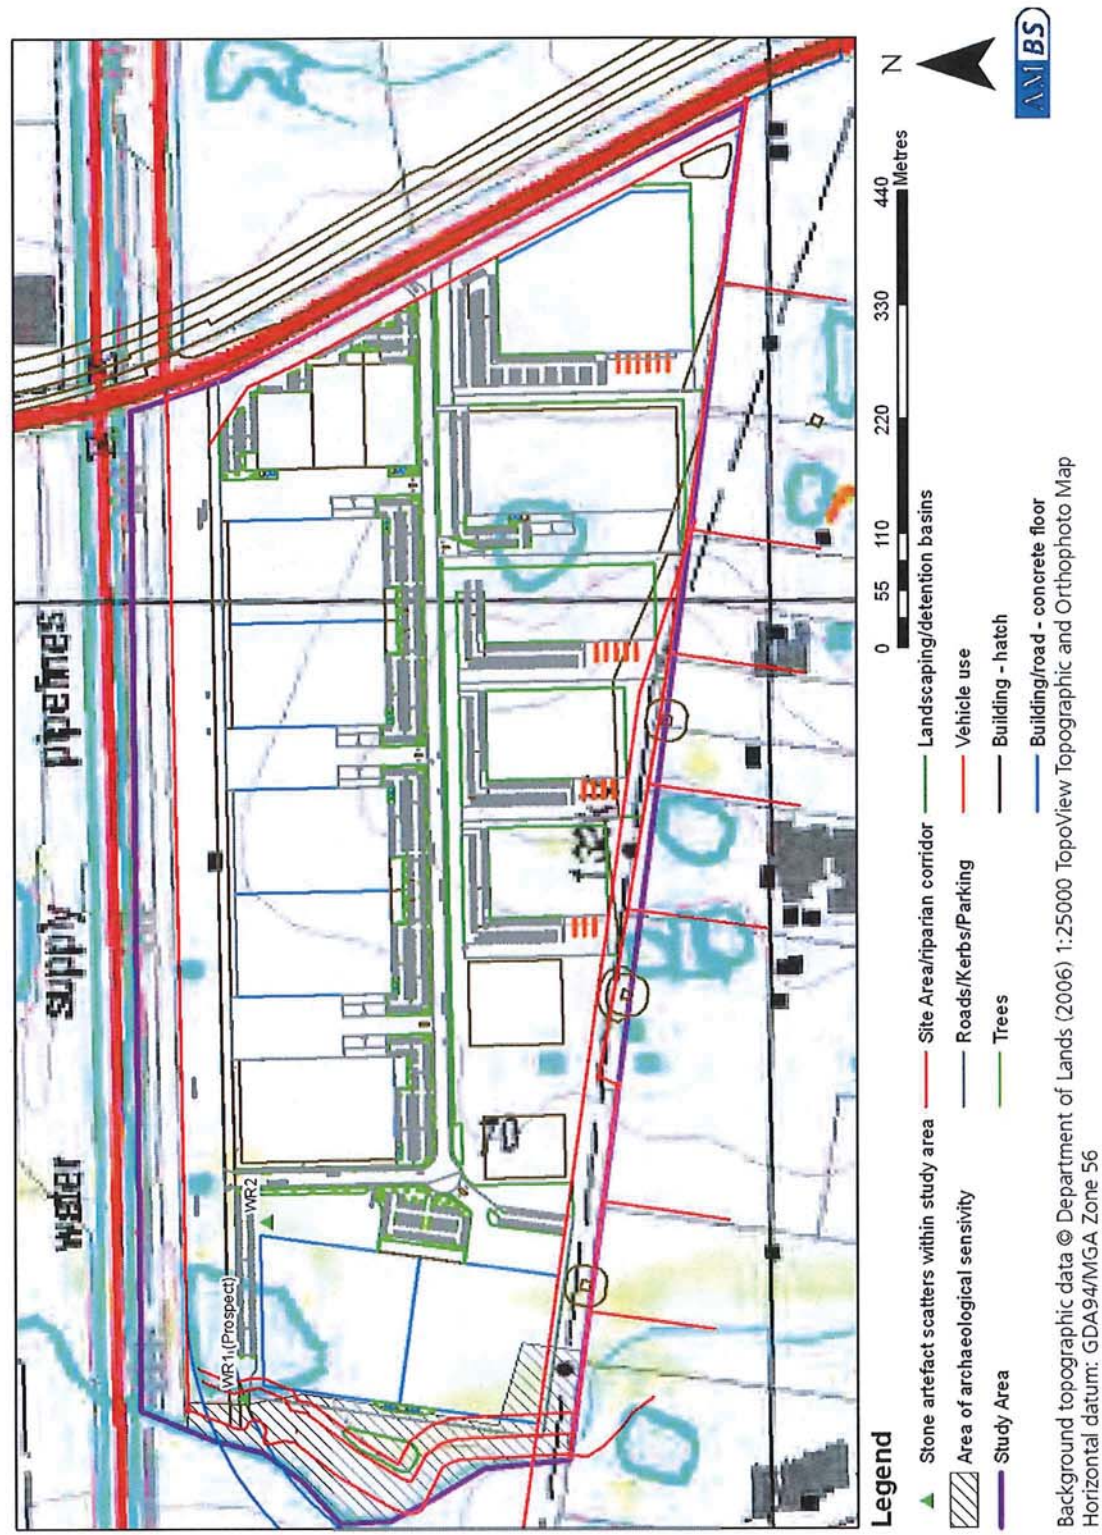 water supply pipelines
WR1 (Prospect)
WR2
132
N
0 55 110 220 330 440
Metres
AMBS
Legend
Stone artefact scatters within study area
Area of archaeological sensivity
Study Area
Site Area/riparian corridor
Roads/Kerbs/Parking
Trees
Landscaping/detention basins
Vehicle use
Building - hatch
Building/road - concrete floor
Background topographic data © Department of Lands (2006) 1:25000 TopoView Topographic and Orthophoto Map
Horizontal datum: GDA94/MGA Zone 56